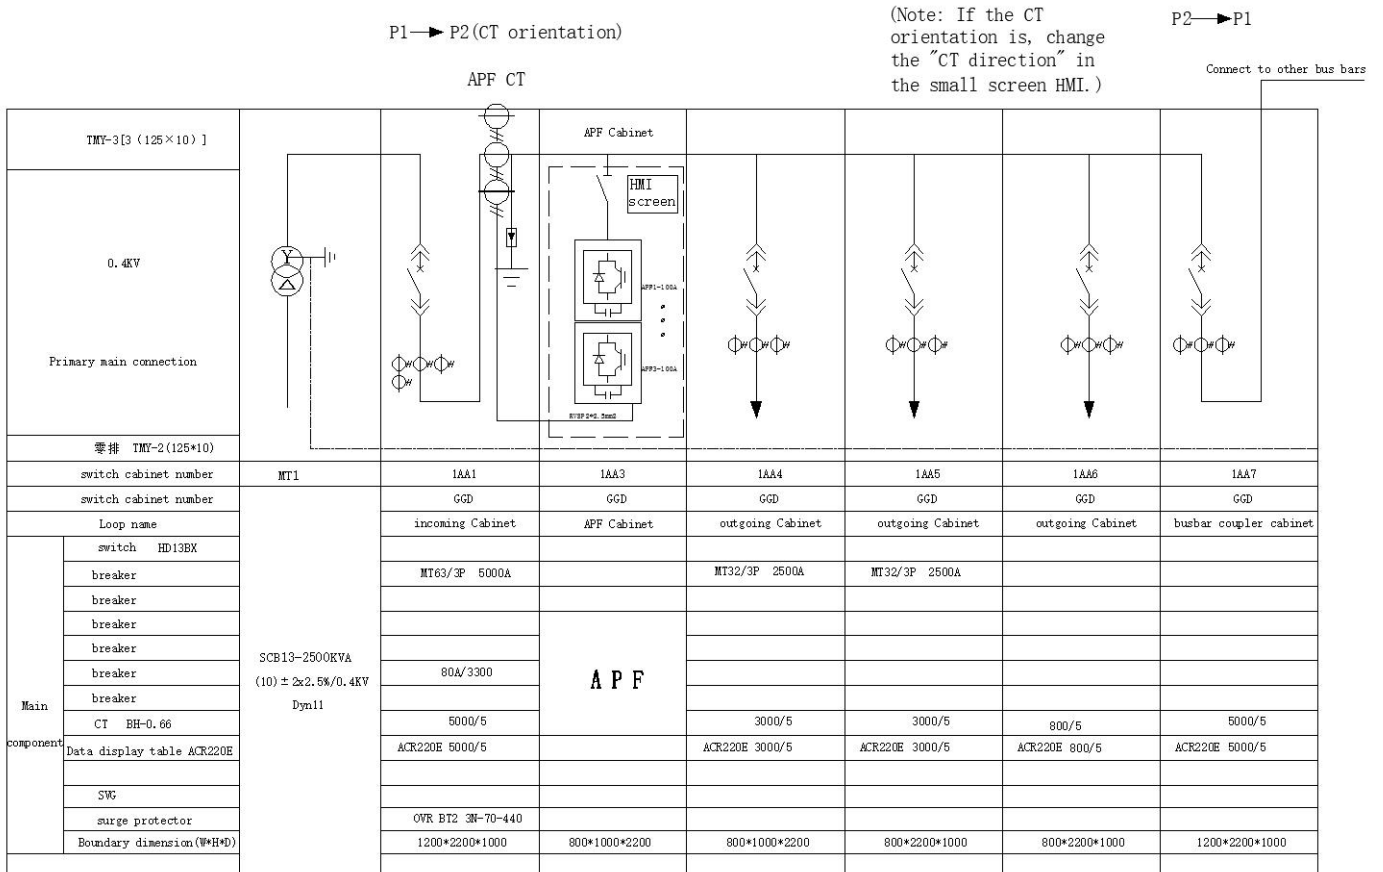 P1 P2(CT orientation)
(Note: If the CT
orientation is, change
the "CT direction" in
the small screen HMI.)
P2 P1
Connect to other bus bars
APF CT
TMY-3[3 (125×10) ]
APF Cabinet
HMI
screen
0.4KV
Y
△
APF1-100A
APF3-100A
Primary main connection
零排 TMY-2(125*10)
switch cabinet number MT1 1AA1 1AA3 1AA4 1AA5 1AA6 1AA7
switch cabinet number GGD GGD GGD GGD GGD GGD
Loop name incoming Cabinet APF Cabinet outgoing Cabinet outgoing Cabinet outgoing Cabinet busbar coupler cabinet
switch HD13BX
breaker MT63/3P 5000A MT32/3P 2500A MT32/3P 2500A
breaker
breaker
breaker
SCB13-2500KVA
(10)±2x2.5%/0.4KV
Dyn11
breaker 80A/3300
APF
breaker
Main
component
CT BH-0.66 5000/5 3000/5 3000/5 800/5 5000/5
Data display table ACR220E ACR220E 5000/5 ACR220E 3000/5 ACR220E 3000/5 ACR220E 800/5 ACR220E 5000/5
SVG
surge protector OVR BT2 3N-70-440
Boundary dimension(W*H*D) 1200*2200*1000 800*1000*2200 800*1000*2200 800*2200*1000 800*2200*1000 1200*2200*1000